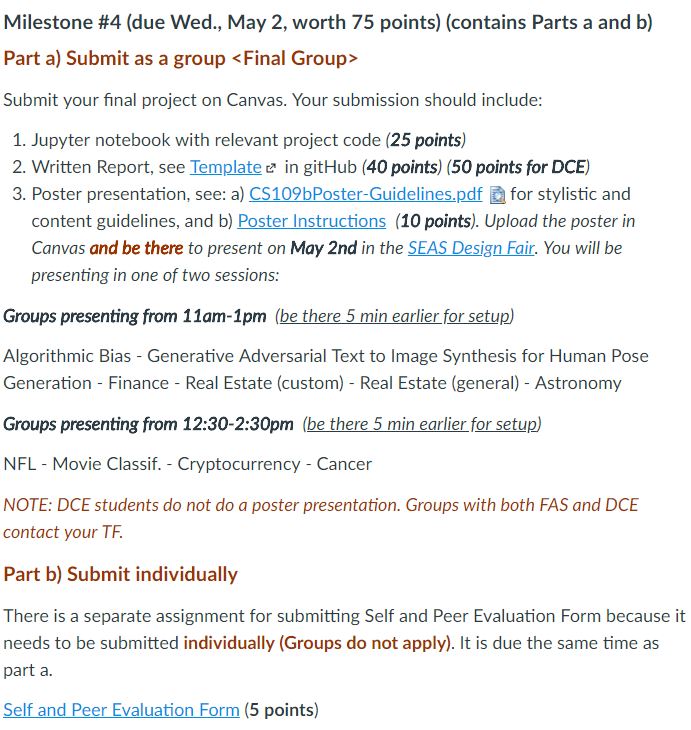 Milestone #4 (due Wed., May 2, worth 75 points) (contains Parts a and b)
Part a) Submit as a group <Final Group>
Submit your final project on Canvas. Your submission should include:
1. Jupyter notebook with relevant project code (25 points)
2. Written Report, see Template in gitHub (40 points) (50 points for DCE)
3. Poster presentation, see: a) CS109bPoster-Guidelines.pdf for stylistic and
content guidelines, and b) Poster Instructions (10 points). Upload the poster in
Canvas and be there to present on May 2nd in the SEAS Design Fair. You will be
presenting in one of two sessions:
Groups presenting from 11am-1pm (be there 5 min earlier for setup)
Algorithmic Bias - Generative Adversarial Text to Image Synthesis for Human Pose
Generation - Finance - Real Estate (custom) - Real Estate (general) - Astronomy
Groups presenting from 12:30-2:30pm (be there 5 min earlier for setup)
NFL - Movie Classif. - Cryptocurrency - Cancer
NOTE: DCE students do not do a poster presentation. Groups with both FAS and DCE
contact your TF.
Part b) Submit individually
There is a separate assignment for submitting Self and Peer Evaluation Form because it
needs to be submitted individually (Groups do not apply). It is due the same time as
part a.
Self and Peer Evaluation Form (5 points)